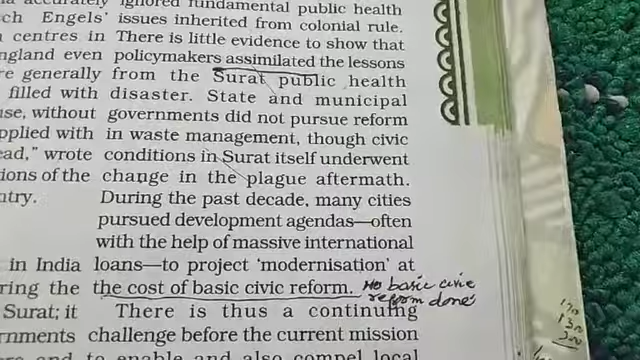 accurately ignored fundamental public health
ch Engels' issues inherited from colonial rule.
centres in There is little evidence to show that
ngland even policymakers assimilated the lessons
re generally from the Surat public health
filled with disaster. State and municipal
use, without governments did not pursue reform
pplied with in waste management, though civic
ead," wrote conditions in Surat itself underwent
ions of the change in the plague aftermath.
ntry. During the past decade, many cities
pursued development agendas—often
with the help of massive international
in India loans—to project 'modernisation' at
ring the the cost of basic civic reform. No basic civic
reform done
Surat; it There is thus a continuing
rnments challenge before the current mission
and to enable and also compel local